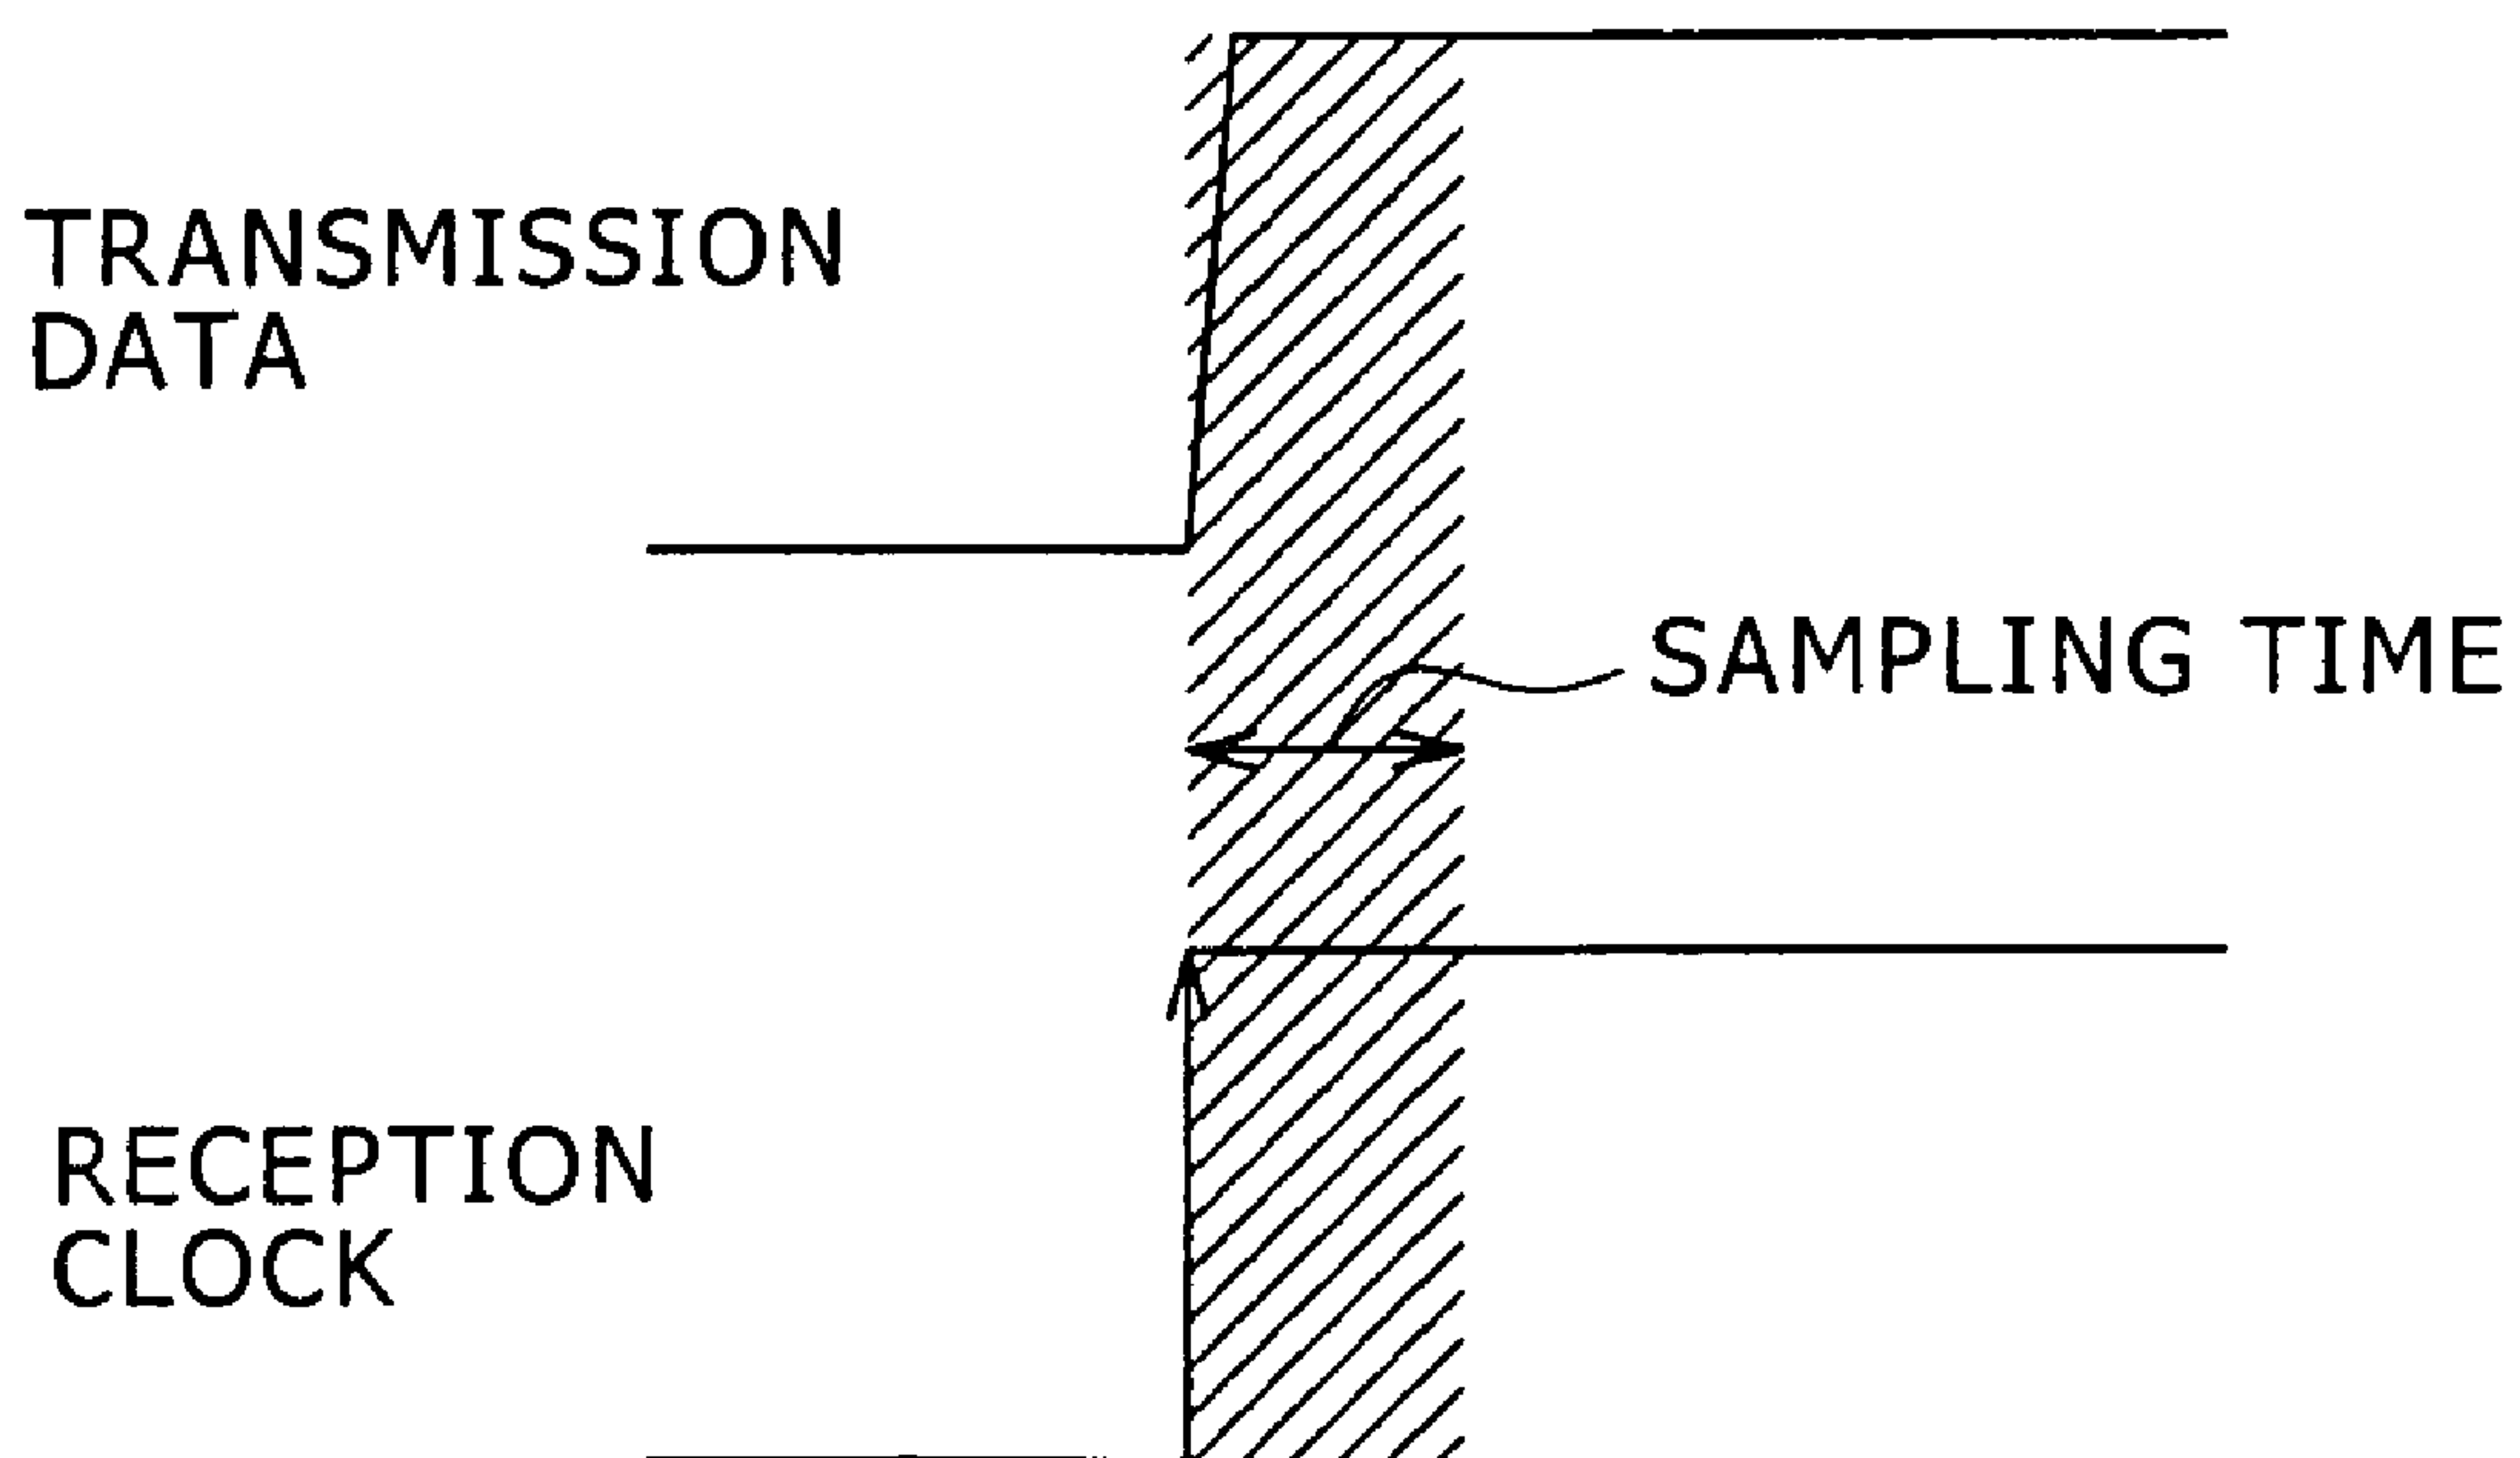 TRANSMISSION
DATA
SAMPLING TIME
RECEPTION
CLOCK